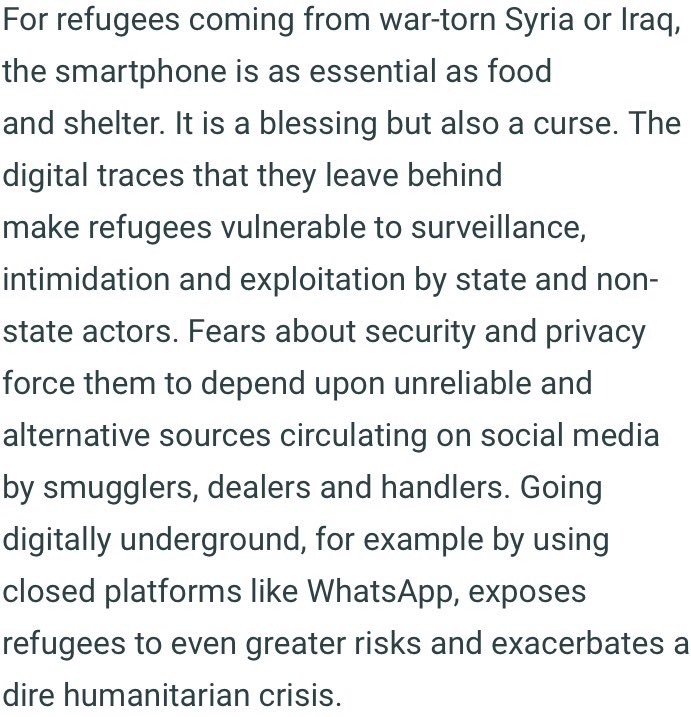 For refugees coming from war-torn Syria or Iraq,
the smartphone is as essential as food
and shelter. It is a blessing but also a curse. The
digital traces that they leave behind
make refugees vulnerable to surveillance,
intimidation and exploitation by state and non-
state actors. Fears about security and privacy
force them to depend upon unreliable and
alternative sources circulating on social media
by smugglers, dealers and handlers. Going
digitally underground, for example by using
closed platforms like WhatsApp, exposes
refugees to even greater risks and exacerbates a
dire humanitarian crisis.